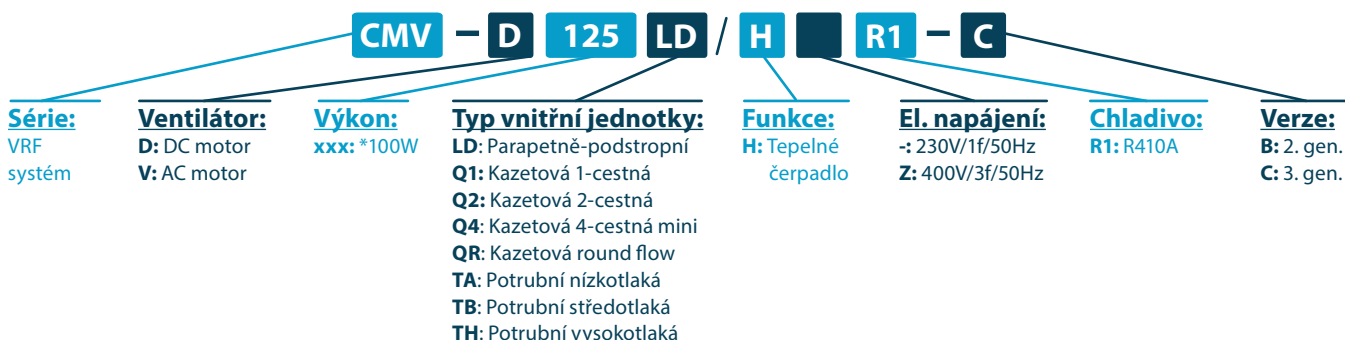 CMV – D 125 LD / H R1 – C
Série:
VRF
systém
Ventilátor:
D: DC motor
V: AC motor
Výkon:
xxx: *100W
Typ vnitřní jednotky:
LD: Parapetně-podstropní
Q1: Kazetová 1-cestná
Q2: Kazetová 2-cestná
Q4: Kazetová 4-cestná mini
QR: Kazetová round flow
TA: Potrubní nízkotlaká
TB: Potrubní středotlaká
TH: Potrubní vysokotlaká
Funkce:
H: Tepelné
čerpadlo
El. napájení:
-: 230V/1f/50Hz
Z: 400V/3f/50Hz
Chladivo:
R1: R410A
Verze:
B: 2. gen.
C: 3. gen.